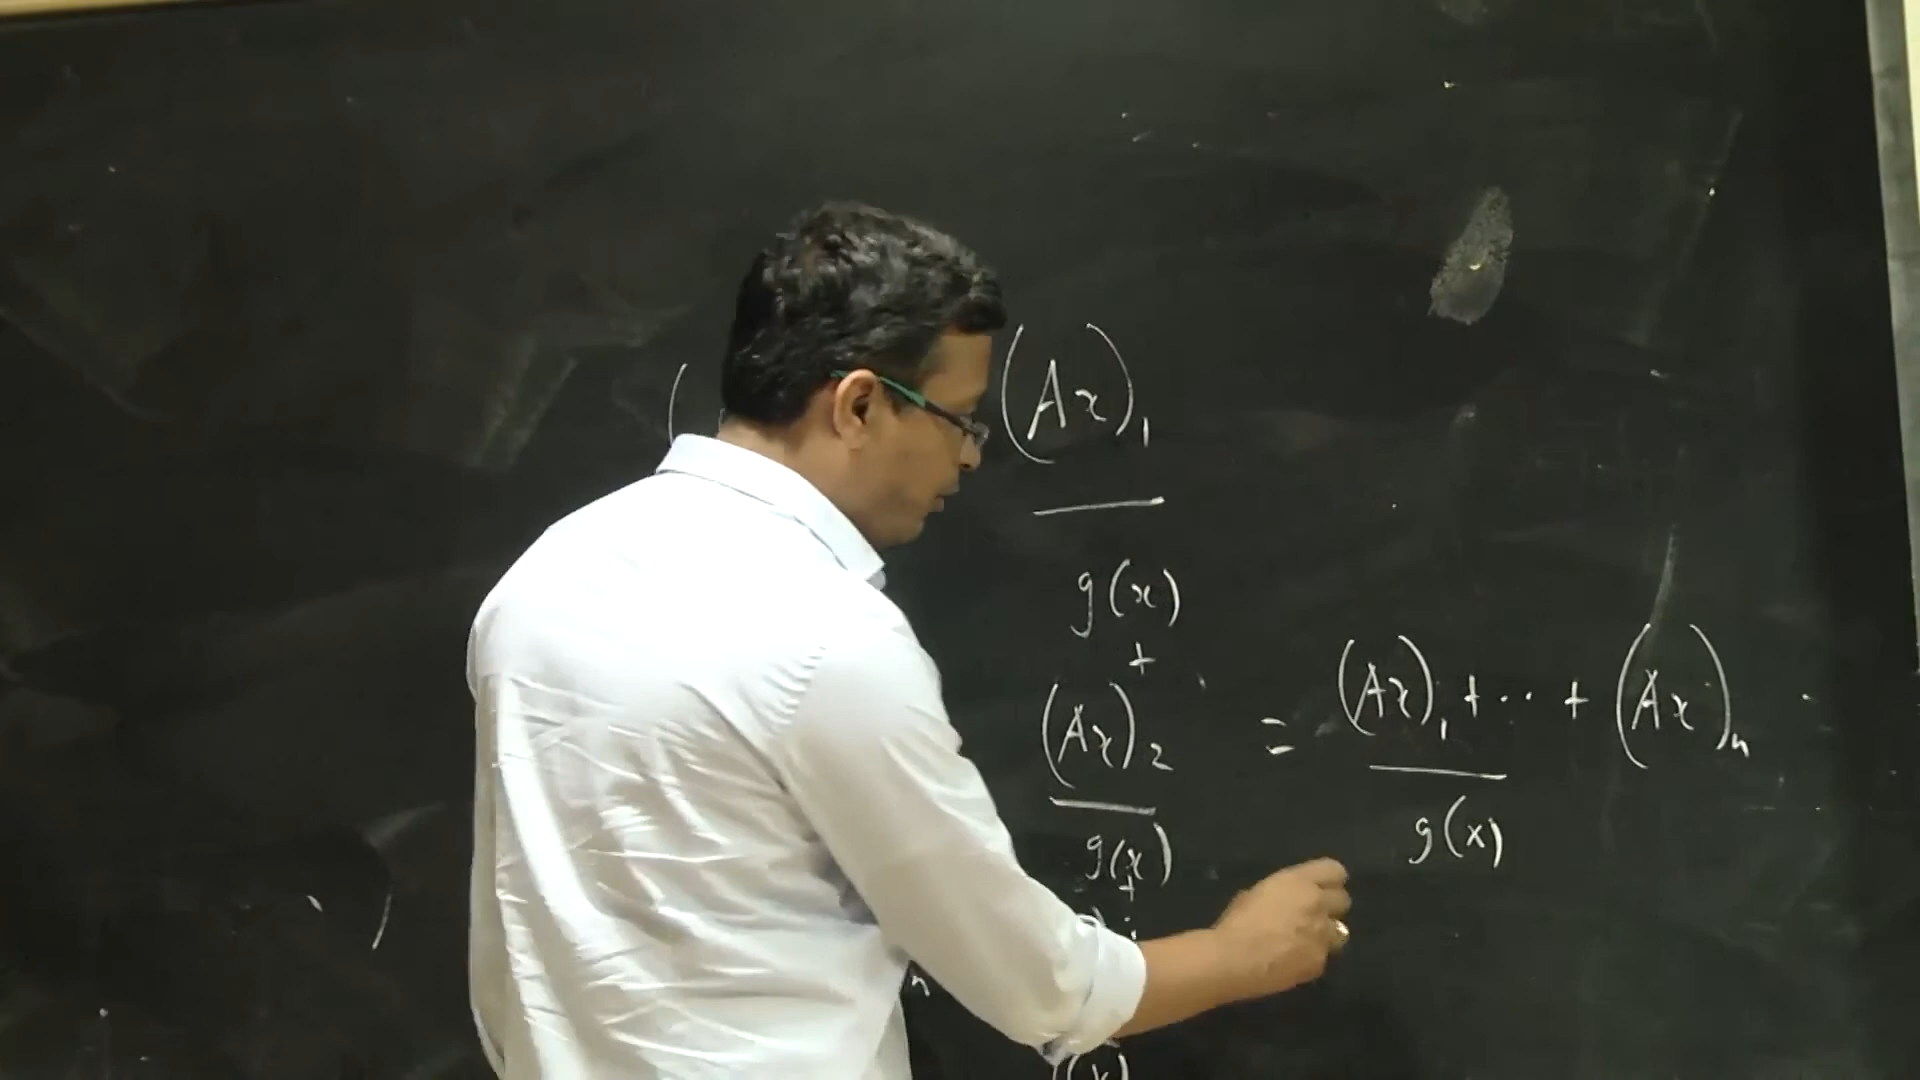 (Ax)₁
g(x)
+
(Ax)₂
g(x)
+
⋮
n
(x)
= (Ax)₁ + ·· + (Ax)ₙ
g(x)